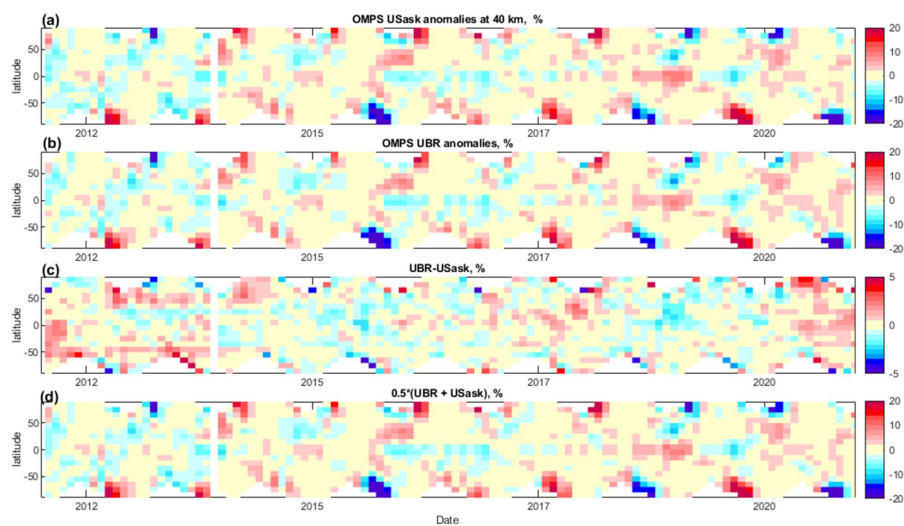 (a) OMPS USask anomalies at 40 km, %
latitude
50
0
-50
2012 2015 2017 2020
20
10
0
-10
-20
(b) OMPS UBR anomalies, %
latitude
50
0
-50
2012 2015 2017 2020
20
10
0
-10
-20
(c) UBR-USask, %
latitude
50
0
-50
2012 2015 2017 2020
5
0
-5
(d) 0.5*(UBR + USask), %
latitude
50
0
-50
2012 2015 2017 2020
Date
20
10
0
-10
-20